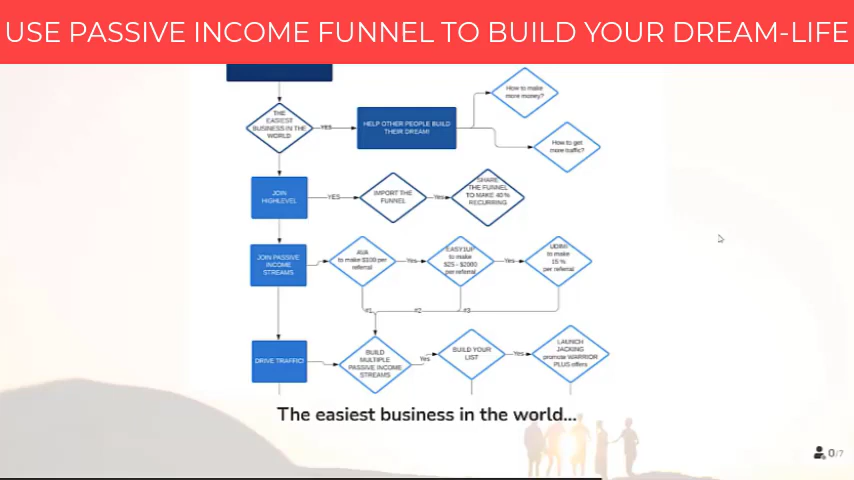 USE PASSIVE INCOME FUNNEL TO BUILD YOUR DREAM-LIFE
How to make
more money?
THE
EASIEST
BUSINESS IN THE
WORLD
YES
HELP OTHER PEOPLE BUILD
THEIR DREAM!
How to get
more traffic?
JOIN
HIGHLEVEL
YES
IMPORT THE
FUNNEL
Yes
SHARE
THE FUNNEL
TO MAKE 40%
RECURRING
JOIN PASSIVE
INCOME
STREAMS
AVA
to make $100 per
referral
Yes
EASY1UP
to make
$25 - $2000
per referral
Yes
UDIMI
to make
15 %
per referral
#1
#2
#3
DRIVE TRAFFIC!
BUILD
MULTIPLE
PASSIVE INCOME
STREAMS
Yes
BUILD YOUR
LIST
Yes
LAUNCH
JACKING
promote WARRIOR
PLUS offers
The easiest business in the world...
0/7